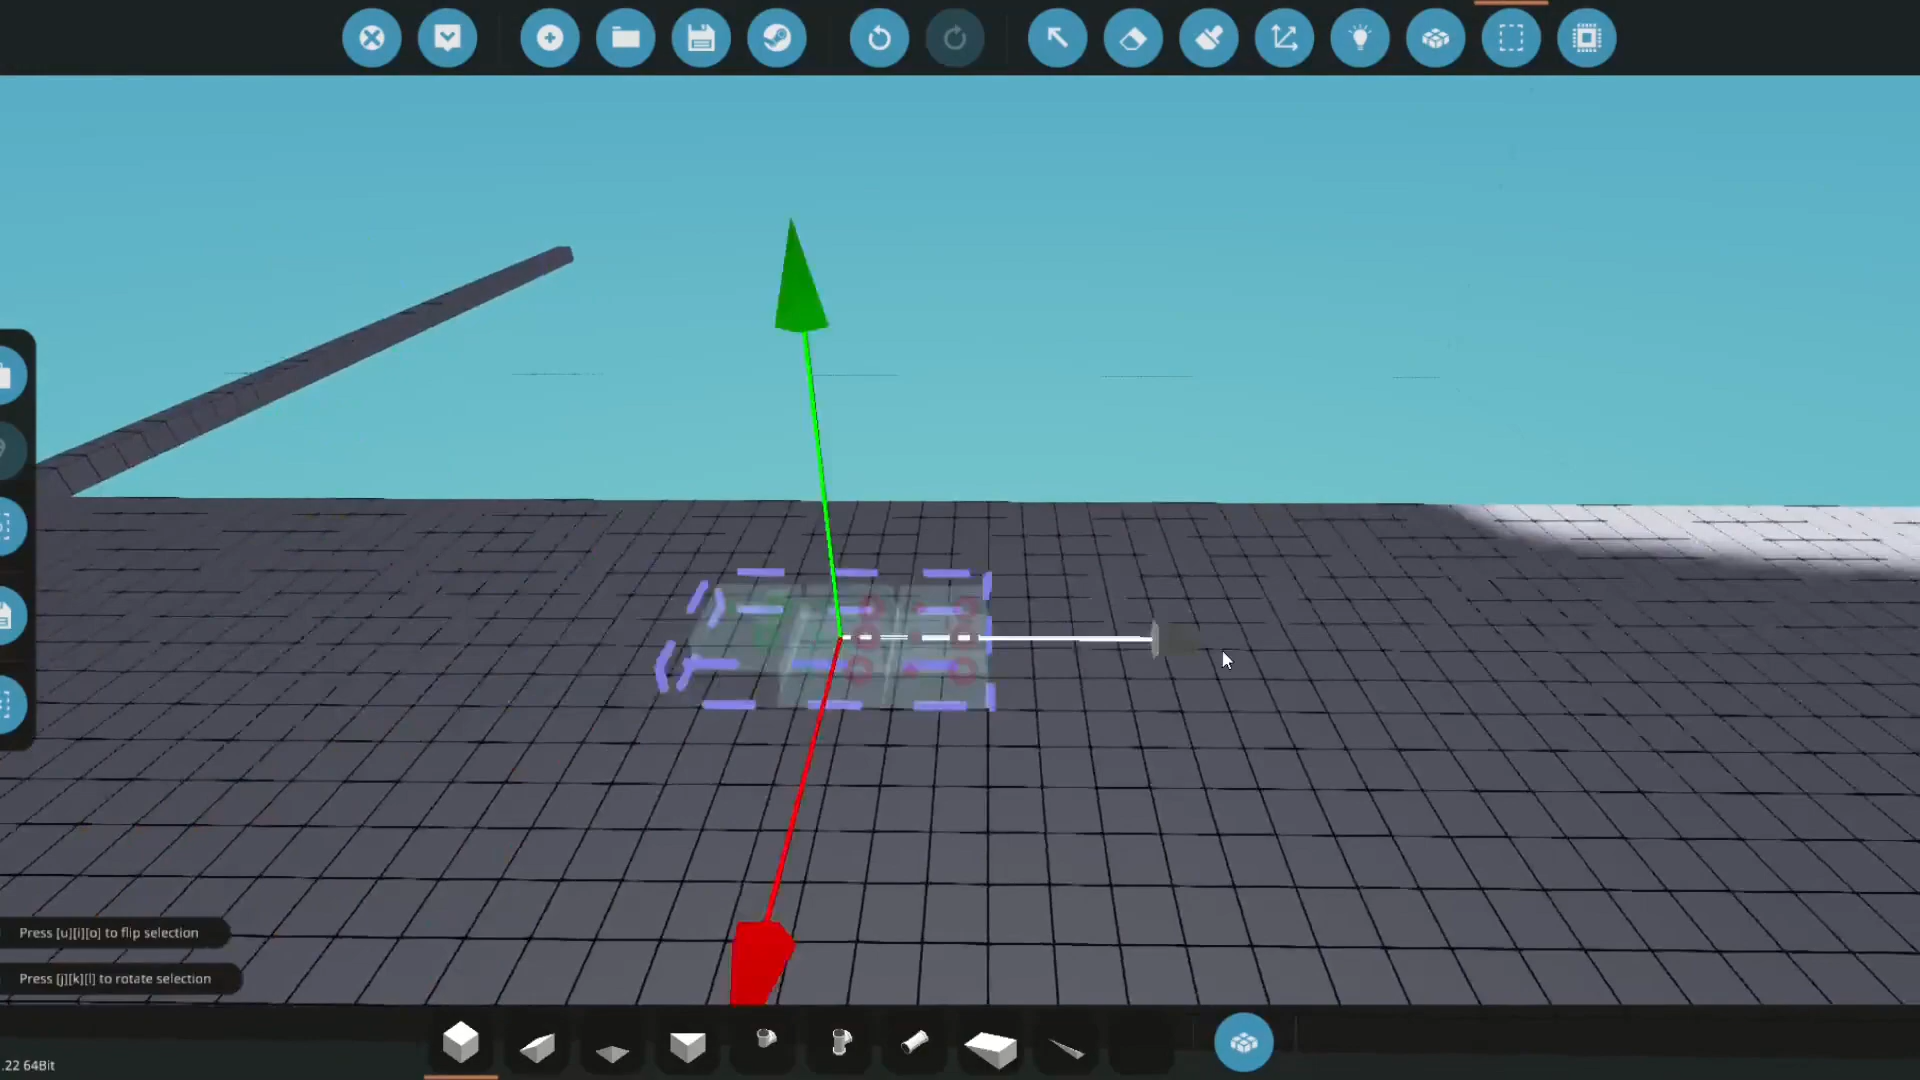 Press [u][i][o] to flip selection
Press [j][k][l] to rotate selection
.22 64Bit